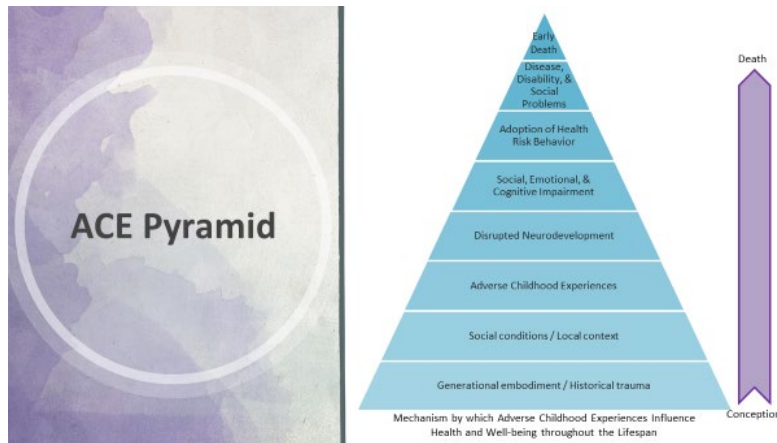 ACE Pyramid
Early
Death
Disease,
Disability, &
Social
Problems
Adoption of Health
Risk Behavior
Social, Emotional, &
Cognitive Impairment
Disrupted Neurodevelopment
Adverse Childhood Experiences
Social conditions / Local context
Generational embodiment / Historical trauma
Mechanism by which Adverse Childhood Experiences Influence
Health and Well-being throughout the Lifespan
Death
Conception